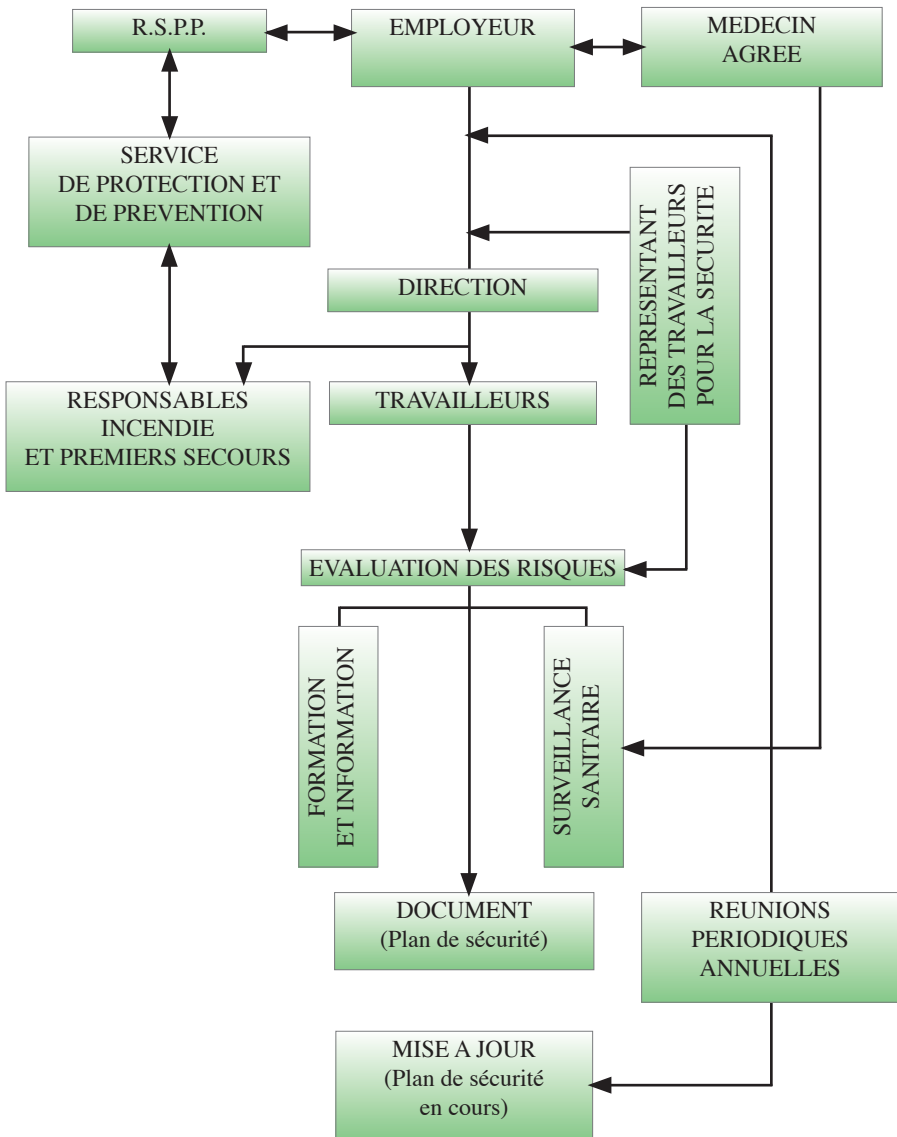 R.S.P.P.
EMPLOYEUR
MEDECIN
AGREE
SERVICE
DE PROTECTION ET
DE PREVENTION
REPRESENTANT
DES TRAVAILLEURS
POUR LA SECURITE
DIRECTION
RESPONSABLES
INCENDIE
ET PREMIERS SECOURS
TRAVAILLEURS
EVALUATION DES RISQUES
FORMATION
ET INFORMATION
SURVEILLANCE
SANITAIRE
DOCUMENT
(Plan de sécurité)
REUNIONS
PERIODIQUES
ANNUELLES
MISE A JOUR
(Plan de sécurité
en cours)